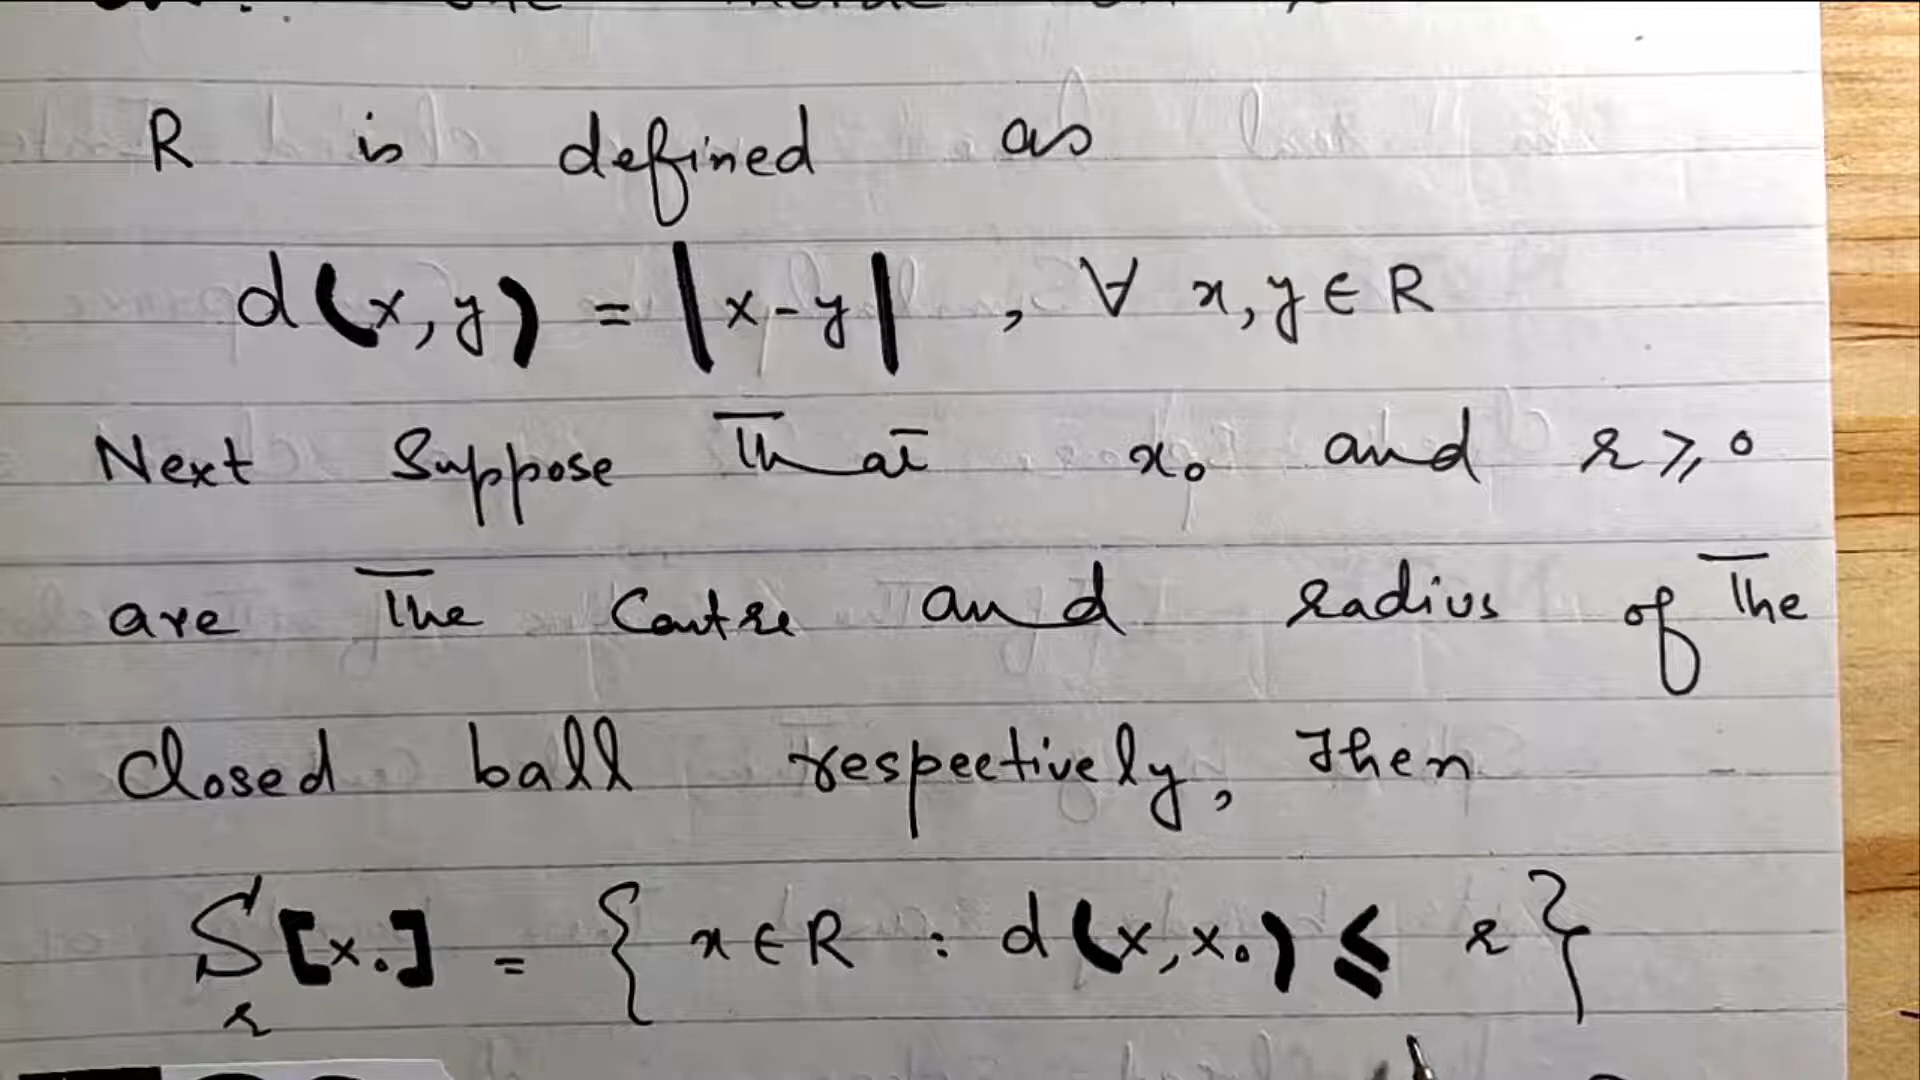 R is defined as
d(x,y) = |x-y| , ∀ x,y ∈ R
Next Suppose That x₀ and r ⩾ 0
are The Centre and radius of The
Closed ball respectively, Then
Sᵣ[x₀] = { x ∈ R : d(x,x₀) ⩽ r }